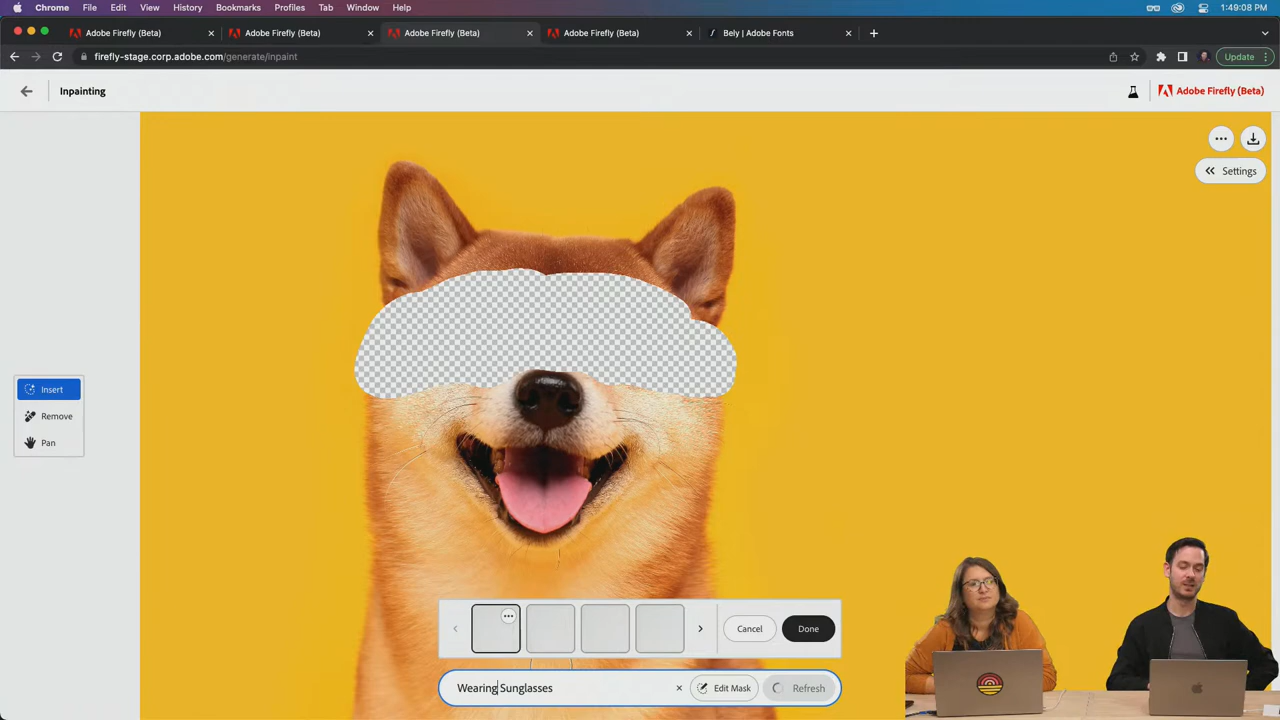 Chrome File Edit View History Bookmarks Profiles Tab Window Help 1:49:08 PM
Adobe Firefly (Beta) Adobe Firefly (Beta) Adobe Firefly (Beta) Adobe Firefly (Beta) Bely | Adobe Fonts
firefly-stage.corp.adobe.com/generate/inpaint Update
Inpainting Adobe Firefly (Beta)
Settings
Insert
Remove
Pan
Cancel Done
Wearing Sunglasses Edit Mask Refresh